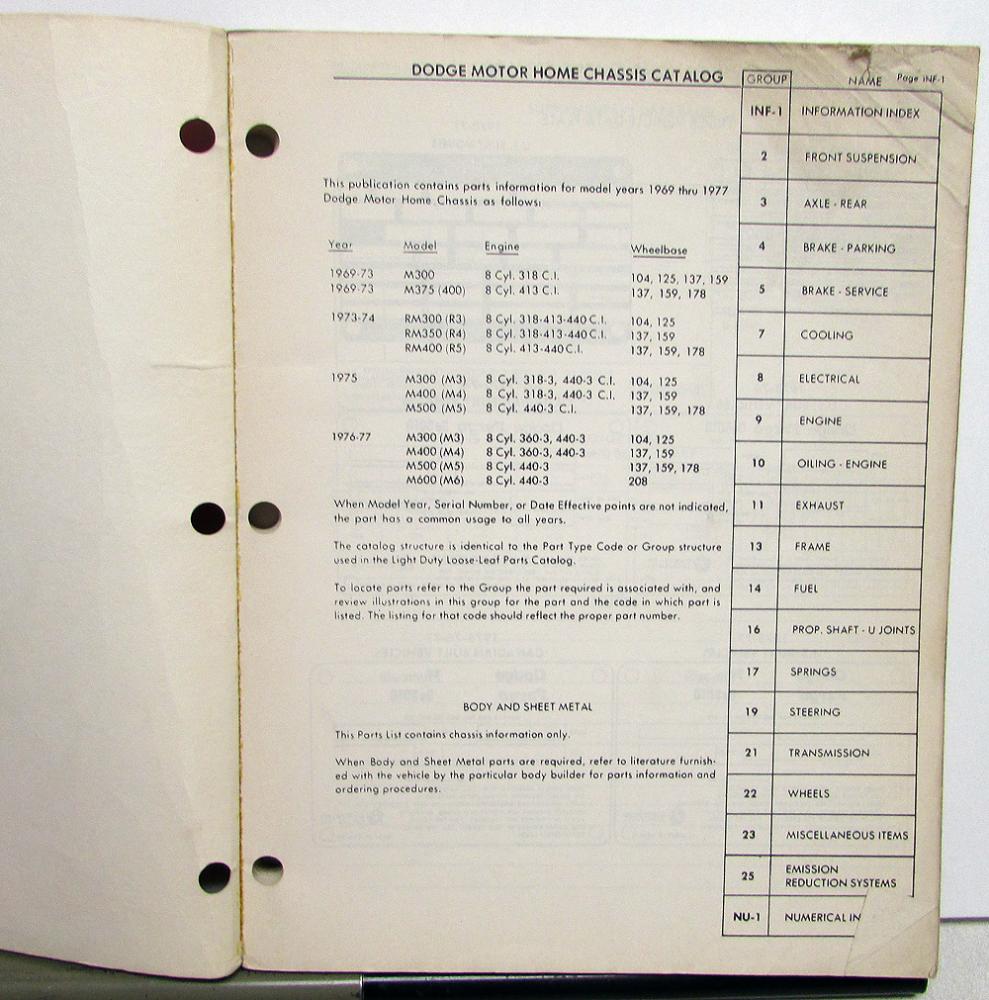 DODGE MOTOR HOME CHASSIS CATALOG
GROUP NAME Page INF-1
This publication contains parts information for model years 1969 thru 1977
Dodge Motor Home Chassis as follows:
Year Model Engine Wheelbase
1969-73 M300 8 Cyl. 318 C.I. 104, 125, 137, 159
1969-73 M375 (400) 8 Cyl. 413 C.I. 137, 159, 178
1973-74 RM300 (R3) 8 Cyl. 318-413-440 C.I. 104, 125
RM350 (R4) 8 Cyl. 318-413-440 C.I. 137, 159
RM400 (R5) 8 Cyl. 413-440 C.I. 137, 159, 178
1975 M300 (M3) 8 Cyl. 318-3, 440-3 C.I. 104, 125
M400 (M4) 8 Cyl. 318-3, 440-3 C.I. 137, 159
M500 (M5) 8 Cyl. 440-3 C.I. 137, 159, 178
1976-77 M300 (M3) 8 Cyl. 360-3, 440-3 104, 125
M400 (M4) 8 Cyl. 360-3, 440-3 137, 159
M500 (M5) 8 Cyl. 440-3 137, 159, 178
M600 (M6) 8 Cyl. 440-3 208
When Model Year, Serial Number, or Date Effective points are not indicated,
the part has a common usage to all years.
The catalog structure is identical to the Part Type Code or Group structure
used in the Light Duty Loose-Leaf Parts Catalog.
To locate parts refer to the Group the part required is associated with, and
review illustrations in this group for the part and the code in which part is
listed. The listing for that code should reflect the proper part number.
BODY AND SHEET METAL
This Parts List contains chassis information only.
When Body and Sheet Metal parts are required, refer to literature furnish-
ed with the vehicle by the particular body builder for parts information and
ordering procedures.
INF-1 INFORMATION INDEX
2 FRONT SUSPENSION
3 AXLE - REAR
4 BRAKE - PARKING
5 BRAKE - SERVICE
7 COOLING
8 ELECTRICAL
9 ENGINE
10 OILING - ENGINE
11 EXHAUST
13 FRAME
14 FUEL
16 PROP. SHAFT - U JOINTS
17 SPRINGS
19 STEERING
21 TRANSMISSION
22 WHEELS
23 MISCELLANEOUS ITEMS
25 EMISSION
REDUCTION SYSTEMS
NU-1 NUMERICAL IN